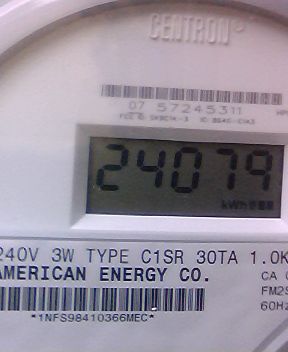 CENTRON®
07 57245311
24079
kWh
240V 3W TYPE C1SR 30TA 1.0K
AMERICAN ENERGY CO. CA
FM2S
*1NFS98410366MEC* 60Hz